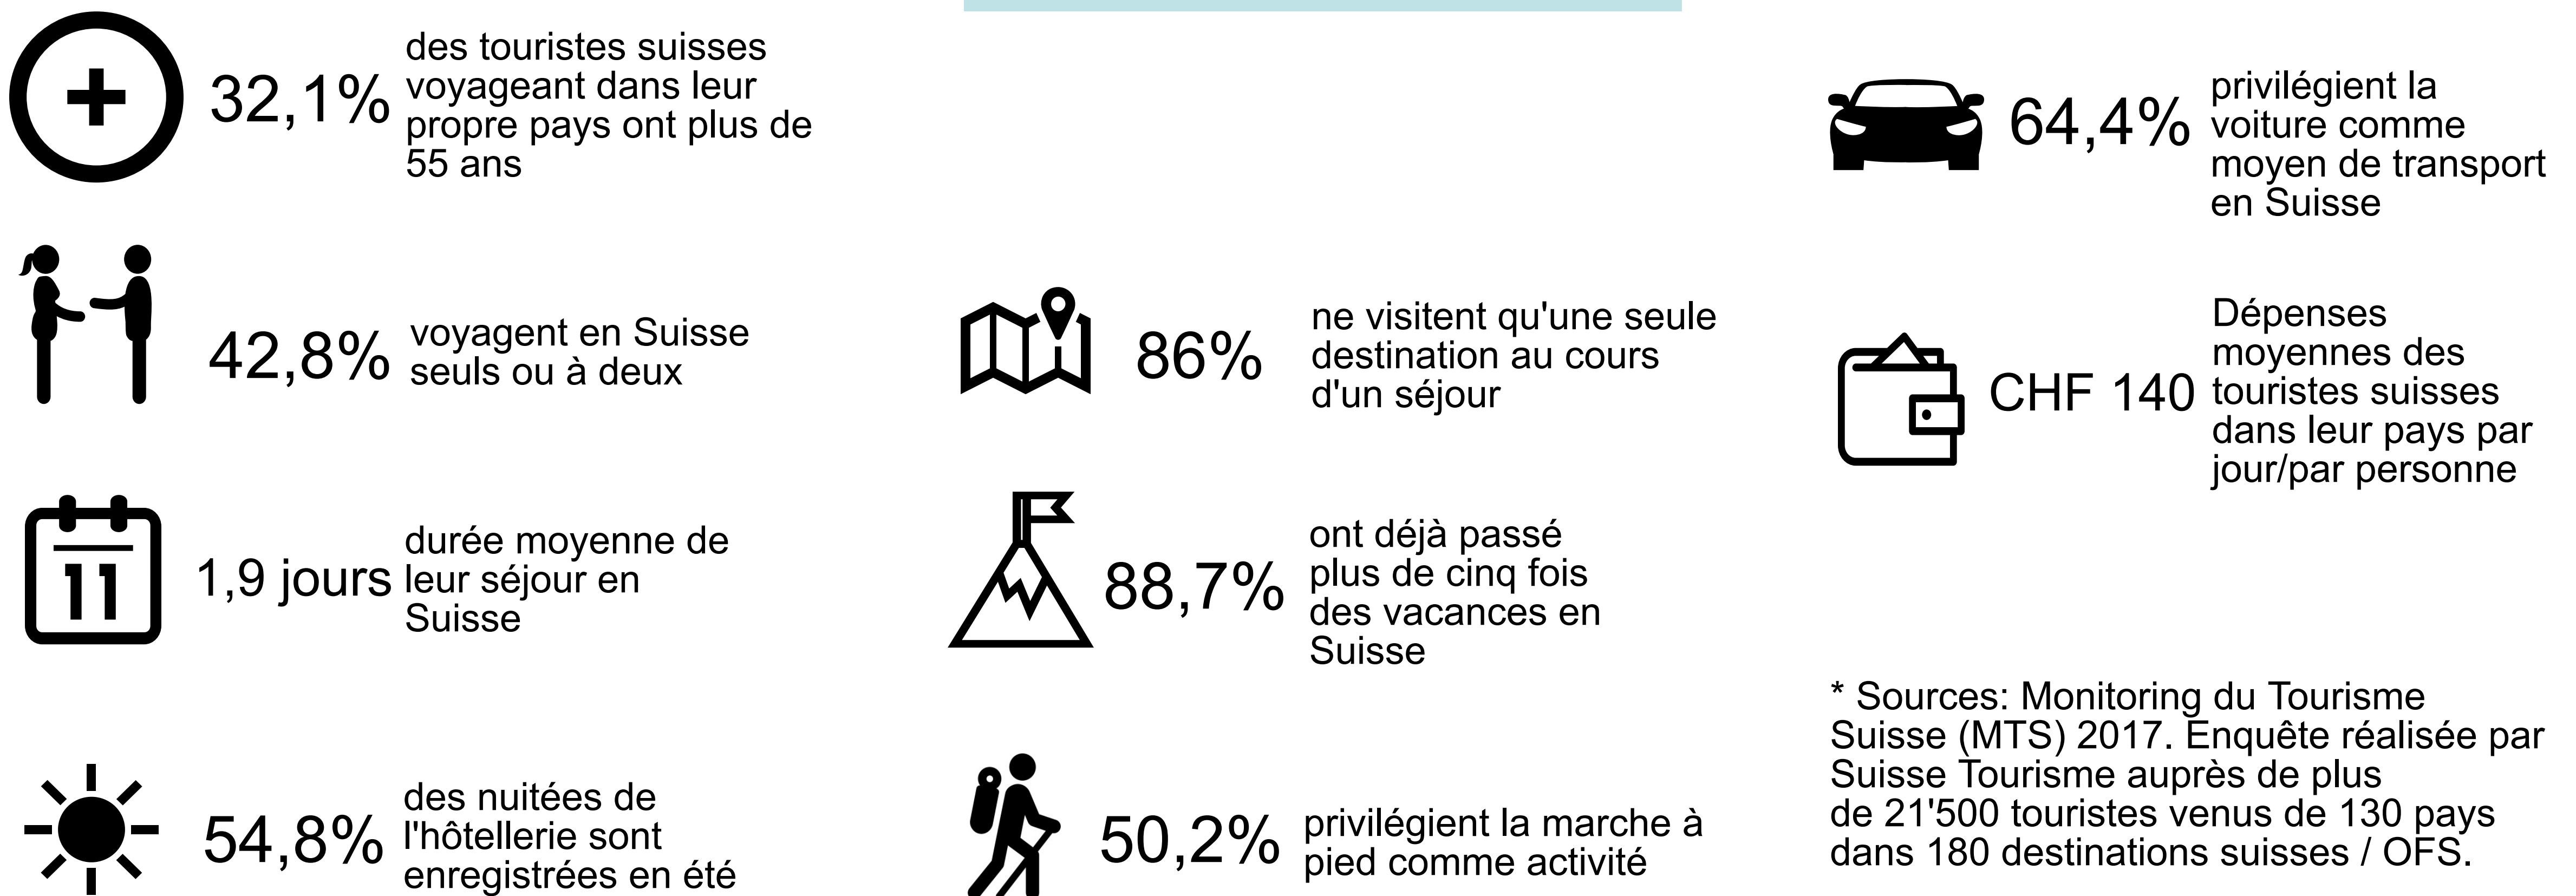 32,1%
des touristes suisses
voyageant dans leur
propre pays ont plus de
55 ans
42,8%
voyagent en Suisse
seuls ou à deux
11
1,9 jours
durée moyenne de
leur séjour en
Suisse
54,8%
des nuitées de
l'hôtellerie sont
enregistrées en été
86%
ne visitent qu'une seule
destination au cours
d'un séjour
88,7%
ont déjà passé
plus de cinq fois
des vacances en
Suisse
50,2%
privilégient la marche à
pied comme activité
64,4%
privilégient la
voiture comme
moyen de transport
en Suisse
CHF 140
Dépenses
moyennes des
touristes suisses
dans leur pays par
jour/par personne
* Sources: Monitoring du Tourisme
Suisse (MTS) 2017. Enquête réalisée par
Suisse Tourisme auprès de plus
de 21'500 touristes venus de 130 pays
dans 180 destinations suisses / OFS.